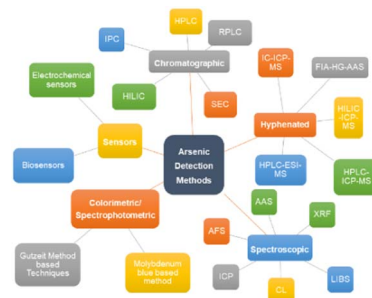 HPLC
IPC
RPLC
Chromatographic
HILIC
SEC
Electrochemical
sensors
Sensors
Biosensors
Arsenic
Detection
Methods
IC-ICP-
MS
FIA-HG-AAS
Hyphenated
HILIC
-ICP-
MS
HPLC-ESI-
MS
HPLC-
ICP-MS
Colorimetric/
Spectrophotometric
Gutzeit Method
based Techniques
Molybdenum
blue based method
AAS
XRF
AFS
Spectroscopic
ICP
CL
LIBS